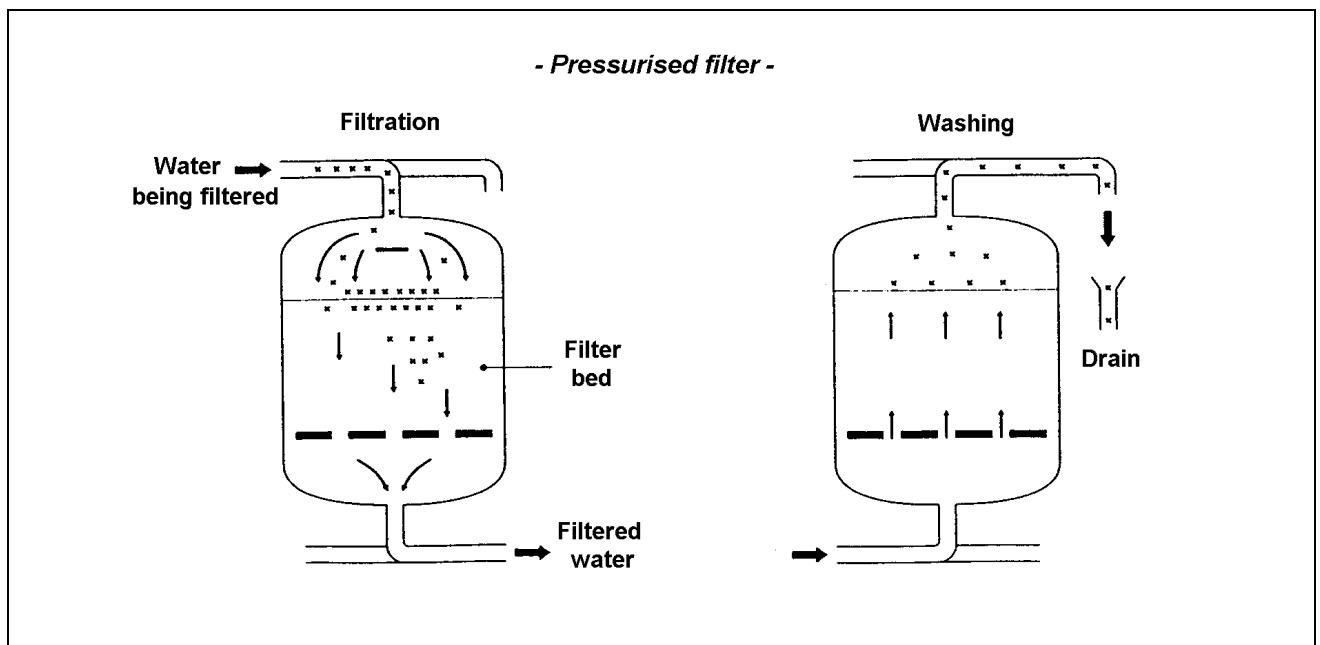 - Pressurised filter -
Filtration
Water
being filtered
Filter
bed
Filtered
water
Washing
Drain